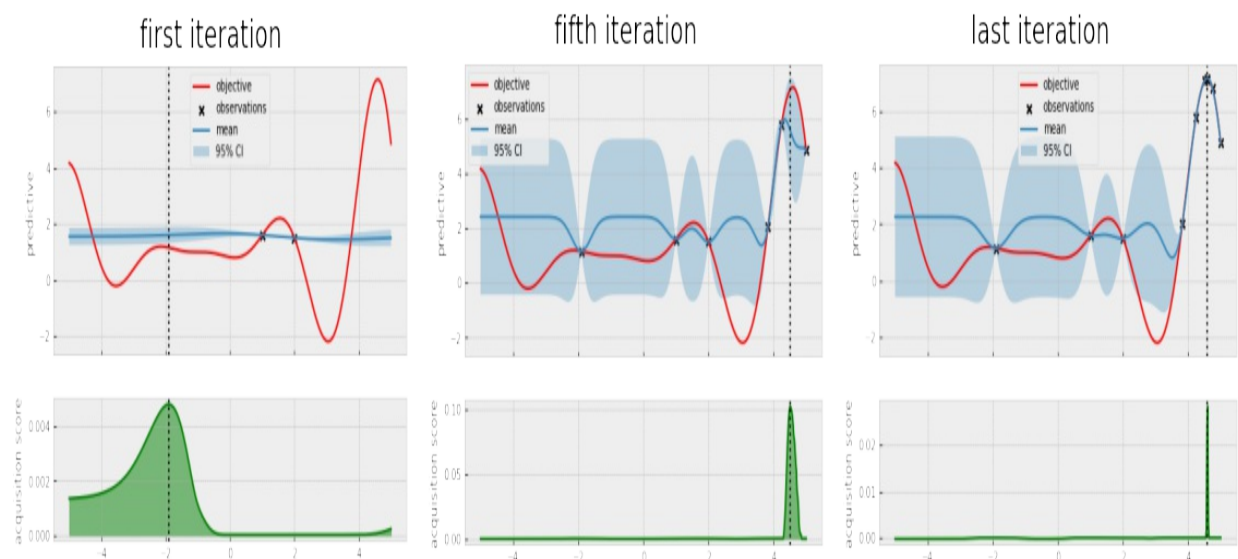 first iteration
objective
observations
mean
95% CI
predictive
6
4
2
0
−2
acquisition score
0.004
0.002
0.000
−4
−2
0
2
4
fifth iteration
objective
observations
mean
95% CI
predictive
6
4
2
0
−2
acquisition score
0.10
0.05
0.00
−4
−2
0
2
4
last iteration
objective
observations
mean
95% CI
predictive
6
4
2
0
−2
acquisition score
0.02
0.01
0.00
−4
−2
0
2
4